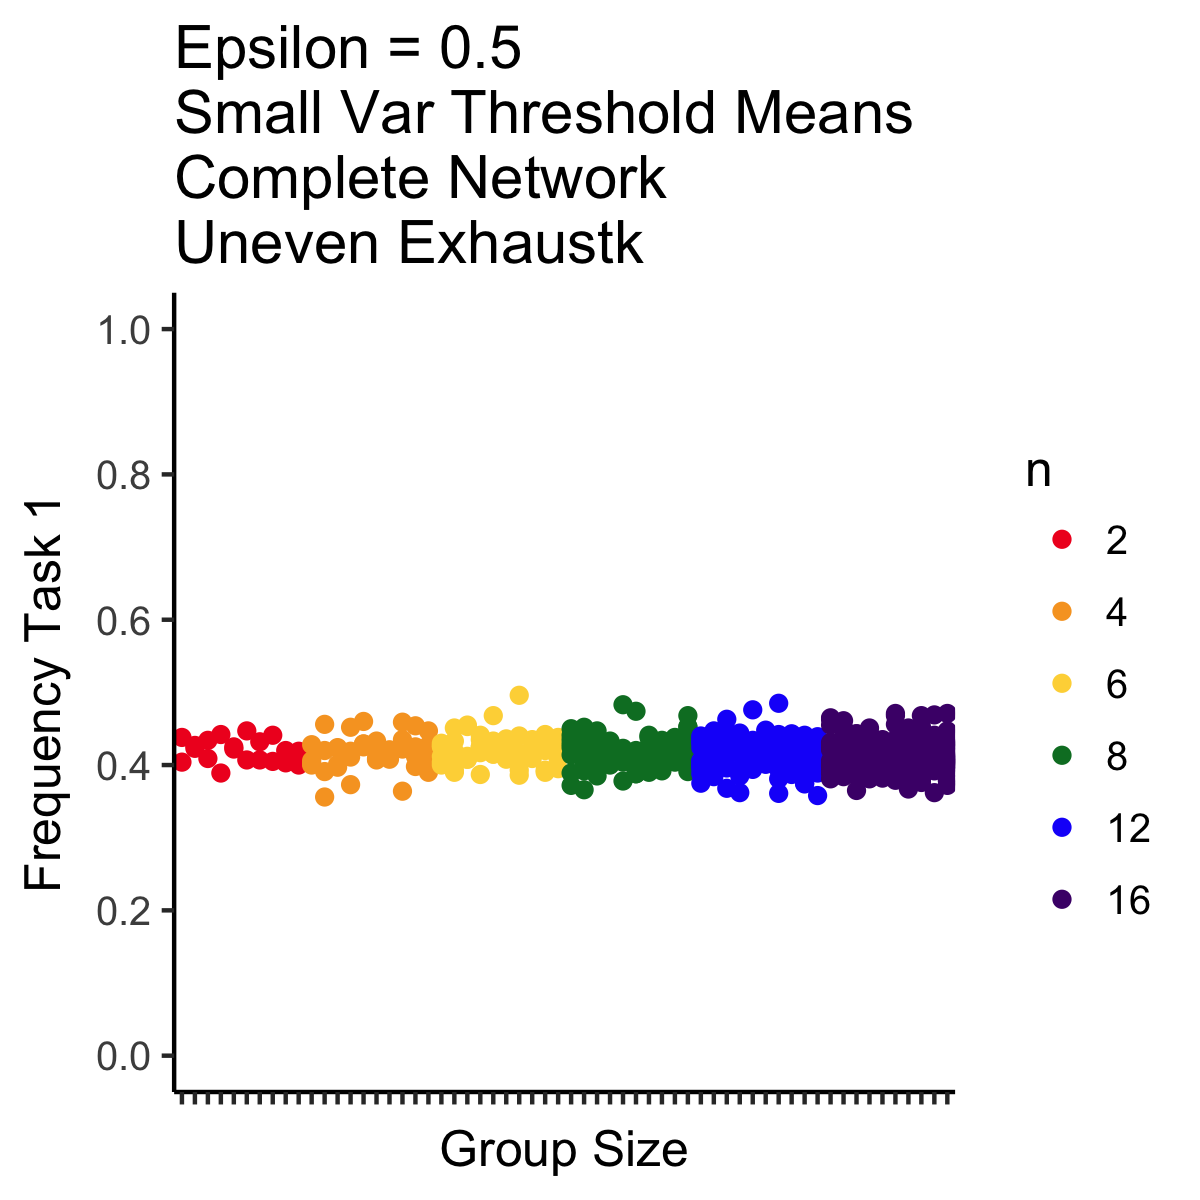 Epsilon = 0.5
Small Var Threshold Means
Complete Network
Uneven Exhaustk
1.0
0.8
0.6
0.4
0.2
0.0
Frequency Task 1
Group Size
n
2
4
6
8
12
16